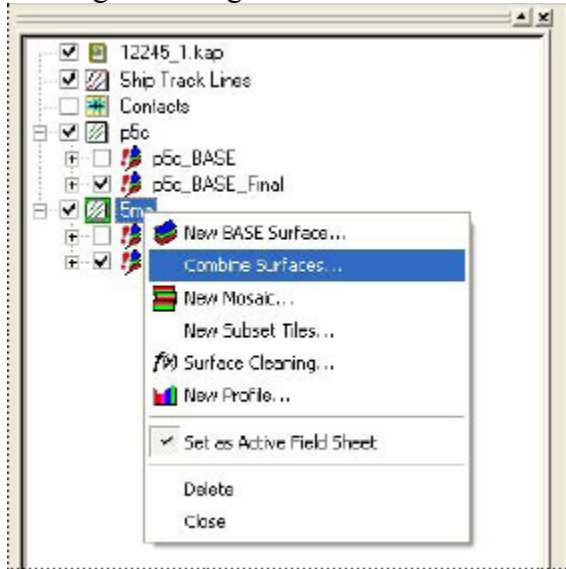 12245_1.kap
Ship Track Lines
Contacts
p5c
p5c_BASE
p5c_BASE_Final
New BASE Surface...
Combine Surfaces...
New Mosaic...
New Subset Tiles...
f(x) Surface Cleaning...
New Profile...
Set as Active Field Sheet
Delete
Close